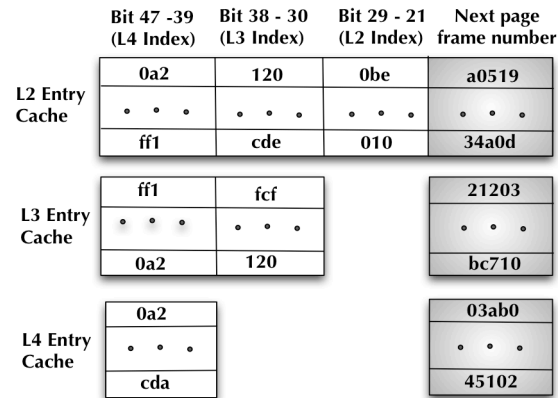 Bit 47 -39 Bit 38 - 30 Bit 29 - 21 Next page
(L4 Index) (L3 Index) (L2 Index) frame number
0a2 120 0be a0519
L2 Entry
Cache
ff1 cde 010 34a0d
ff1 fcf 21203
L3 Entry
Cache
0a2 120 bc710
0a2 03ab0
L4 Entry
Cache
cda 45102